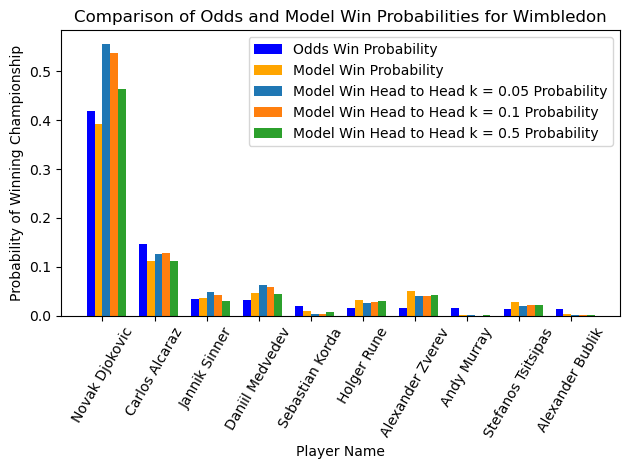 Comparison of Odds and Model Win Probabilities for Wimbledon
Odds Win Probability
Model Win Probability
Model Win Head to Head k = 0.05 Probability
Model Win Head to Head k = 0.1 Probability
Model Win Head to Head k = 0.5 Probability
Probability of Winning Championship
0.5
0.4
0.3
0.2
0.1
0.0
Novak Djokovic
Carlos Alcaraz
Jannik Sinner
Daniil Medvedev
Sebastian Korda
Holger Rune
Alexander Zverev
Andy Murray
Stefanos Tsitsipas
Alexander Bublik
Player Name